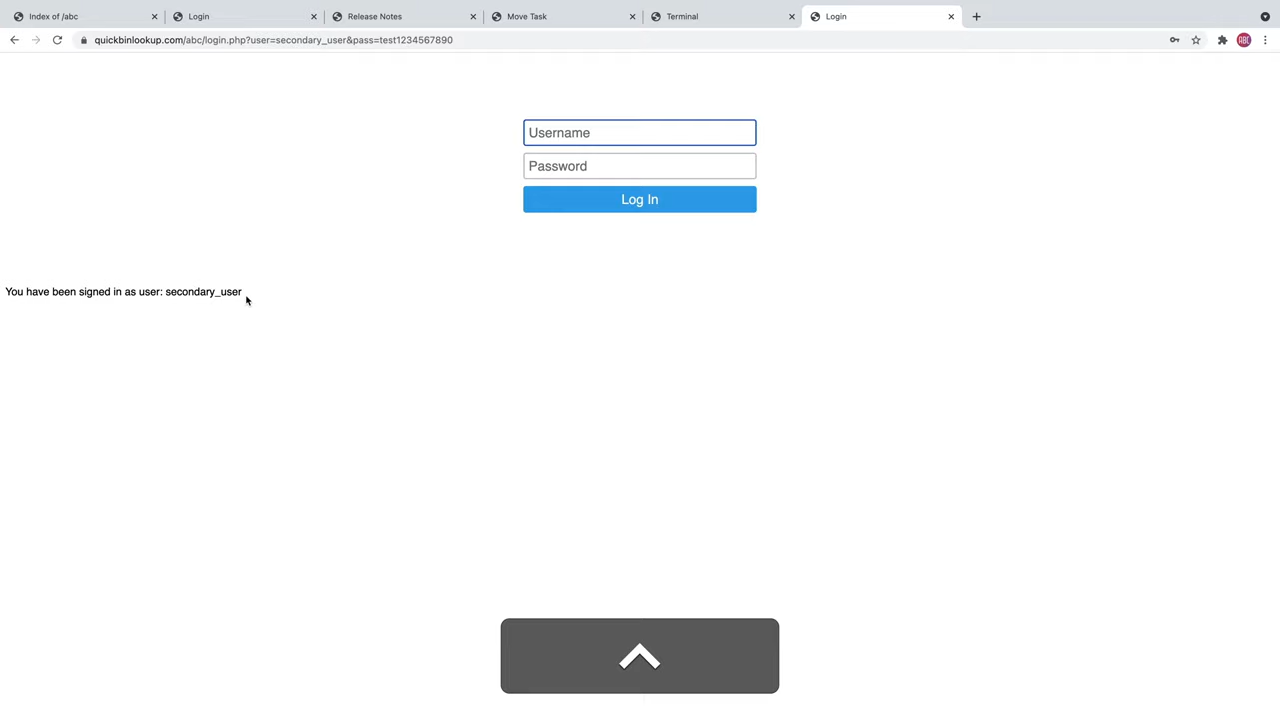 Index of /abc
Login
Release Notes
Move Task
Terminal
Login
quickbinlookup.com/abc/login.php?user=secondary_user&pass=test1234567890
ABC
Username
Password
Log In
You have been signed in as user: secondary_user